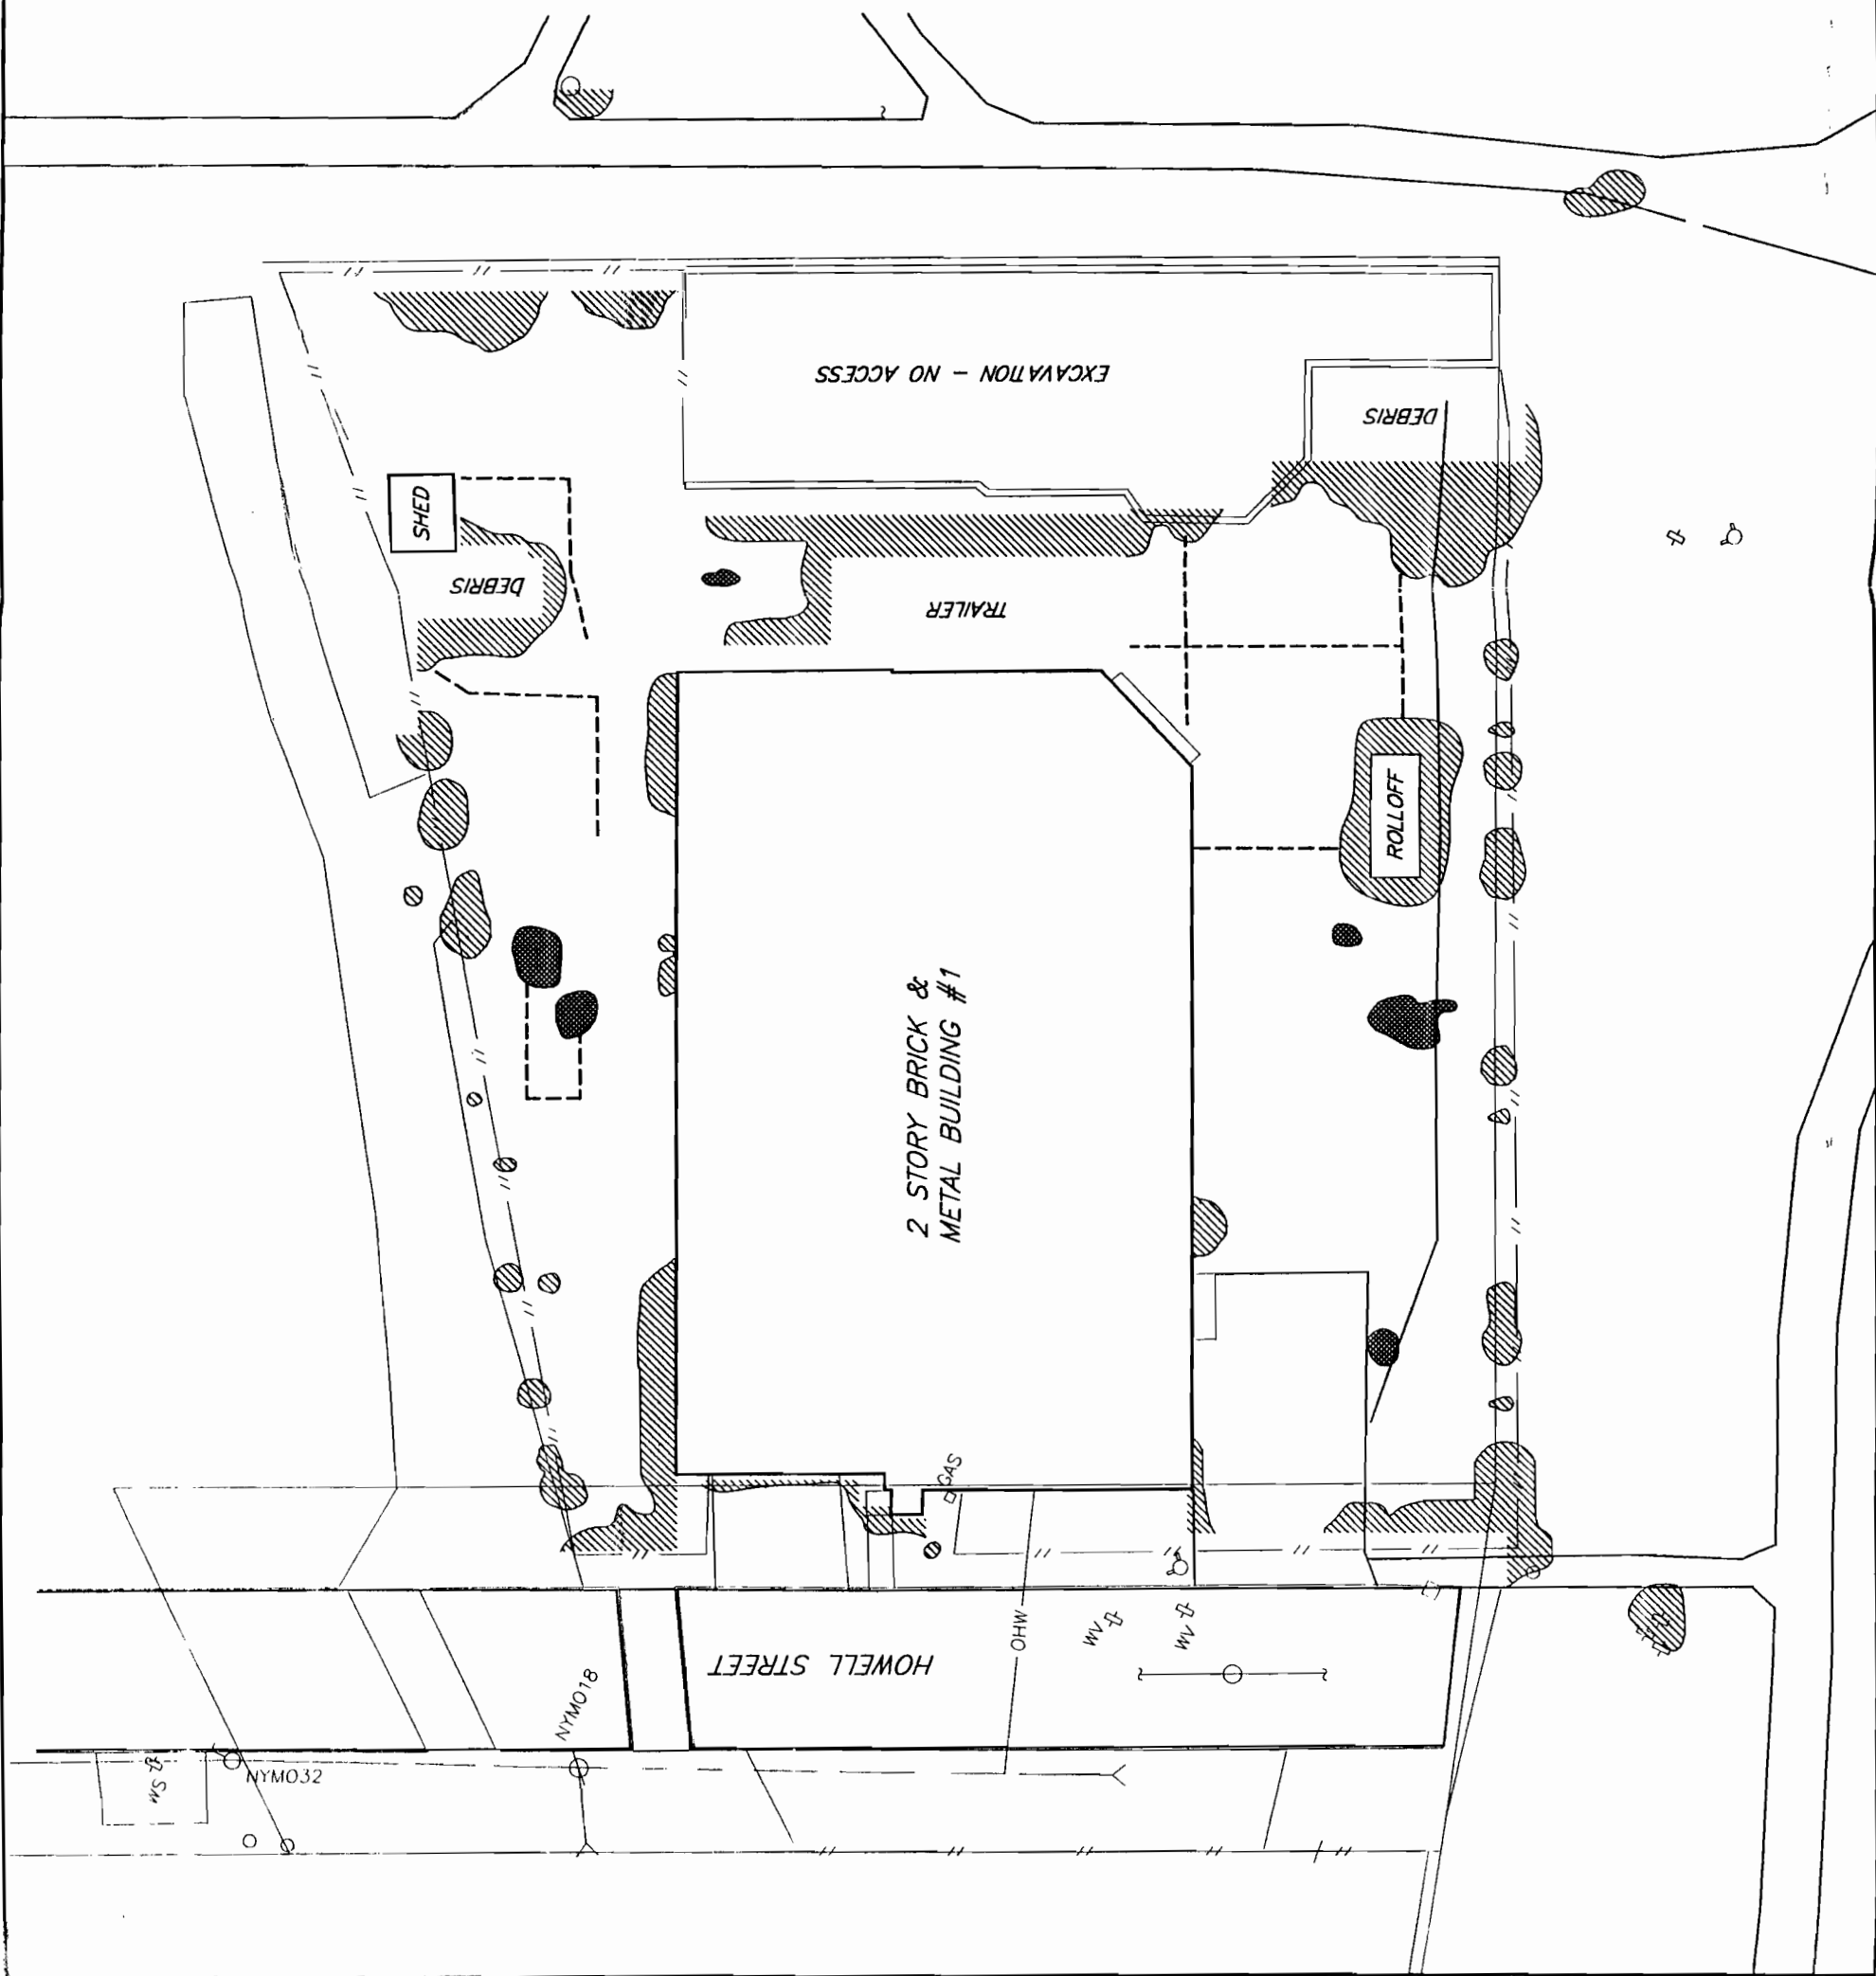 EXCAVATION - NO ACCESS
DEBRIS
SHED
DEBRIS
TRAILER
ROLLOFF
2 STORY BRICK &
METAL BUILDING #1
GAS
OHW
WV
WV
HOWELL STREET
NYMO18
NYMO32
SW